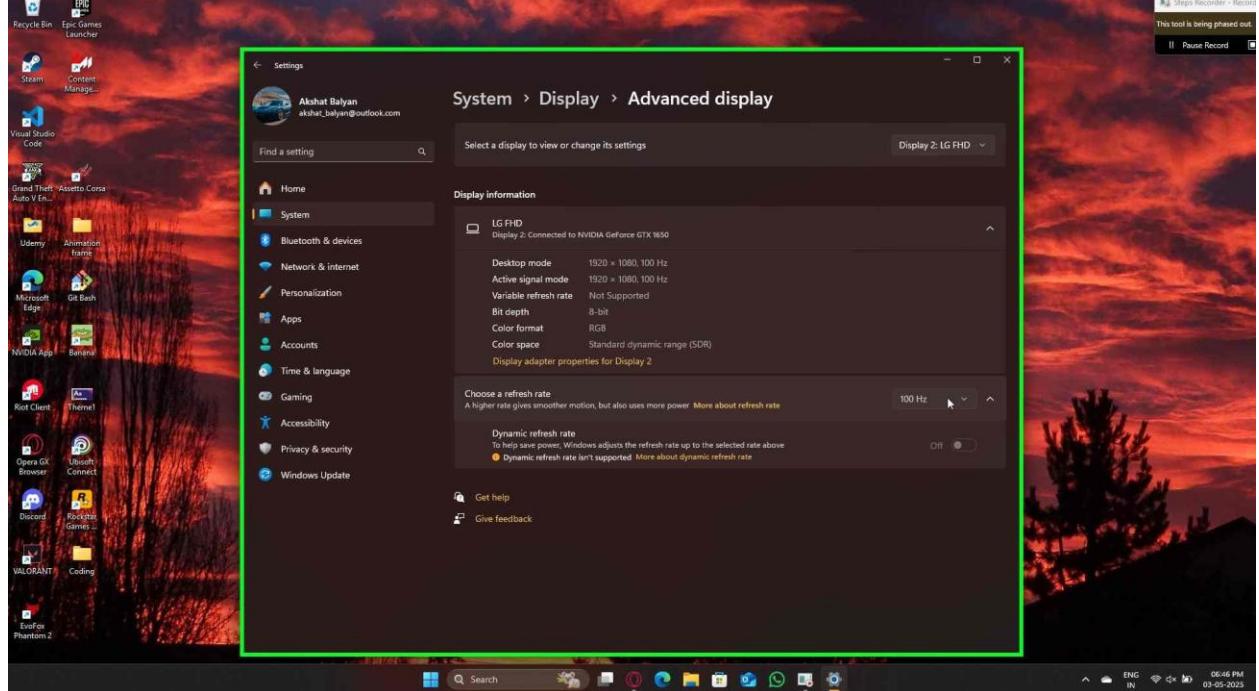 EPIC
Recycle Bin
Epic Games
Launcher
Steam
Content
Manage...
Visual Studio
Code
Grand Theft
Auto V En...
Assetto Corsa
Udemy
Animation
frame
Microsoft
Edge
Git Bash
NVIDIA App
Banana
Riot Client
Theme1
Opera GX
Browser
Ubisoft
Connect
Discord
Rockstar
Games ...
VALORANT
Coding
EvoFox
Phantom 2
Steps Recorder - Record
This tool is being phased out.
Pause Record
Settings
Akshat Balyan
akshat_balyan@outlook.com
Find a setting
Home
System
Bluetooth & devices
Network & internet
Personalization
Apps
Accounts
Time & language
Gaming
Accessibility
Privacy & security
Windows Update
System > Display > Advanced display
Select a display to view or change its settings
Display 2: LG FHD
Display information
LG FHD
Display 2: Connected to NVIDIA GeForce GTX 1650
Desktop mode 1920 × 1080, 100 Hz
Active signal mode 1920 × 1080, 100 Hz
Variable refresh rate Not Supported
Bit depth 8-bit
Color format RGB
Color space Standard dynamic range (SDR)
Display adapter properties for Display 2
Choose a refresh rate
A higher rate gives smoother motion, but also uses more power More about refresh rate
100 Hz
Dynamic refresh rate
To help save power, Windows adjusts the refresh rate up to the selected rate above
Dynamic refresh rate isn't supported More about dynamic refresh rate
Off
Get help
Give feedback
Search
ENG
IN
06:46 PM
03-05-2025